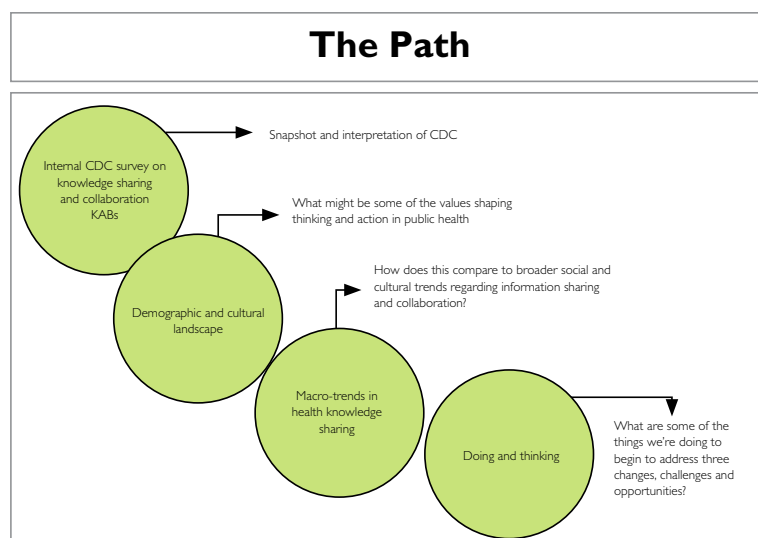 The Path
Internal CDC survey on
knowledge sharing
and collaboration
KABs
Snapshot and interpretation of CDC
Demographic and cultural
landscape
What might be some of the values shaping
thinking and action in public health
Macro-trends in
health knowledge
sharing
How does this compare to broader social and
cultural trends regarding information sharing
and collaboration?
Doing and thinking
What are some of the
things we're doing to
begin to address three
changes, challenges and
opportunities?